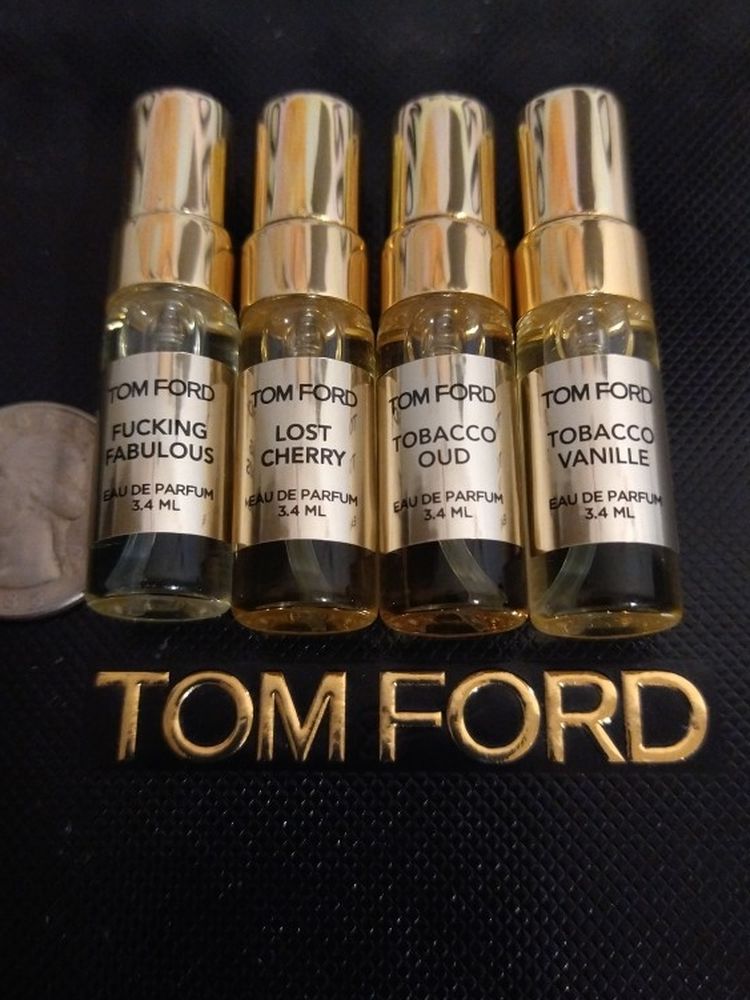 TOM FORD
FUCKING
FABULOUS
EAU DE PARFUM
3.4 ML
TOM FORD
LOST
CHERRY
EAU DE PARFUM
3.4 ML
TOM FORD
TOBACCO
OUD
EAU DE PARFUM
3.4 ML
TOM FORD
TOBACCO
VANILLE
EAU DE PARFUM
3.4 ML
TOM FORD